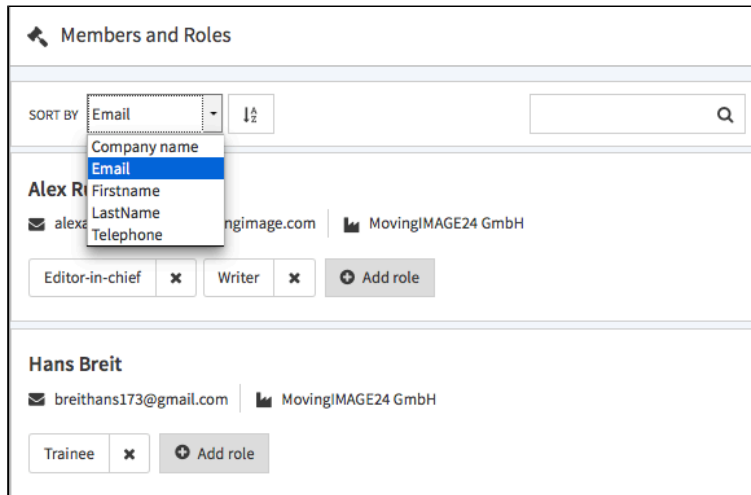 Members and Roles
SORT BY Email
Company name
Email
Firstname
LastName
Telephone
Alex
ngimage.com MovingIMAGE24 GmbH
Editor-in-chief Writer Add role
Hans Breit
breithans173@gmail.com MovingIMAGE24 GmbH
Trainee Add role